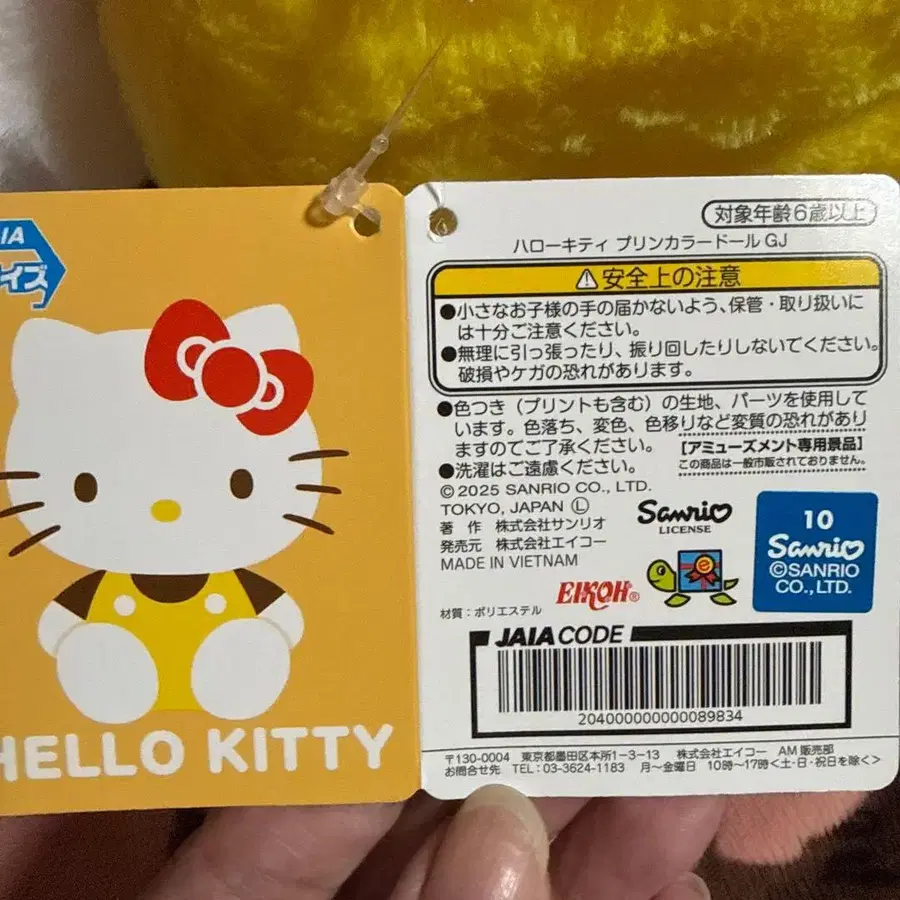 IA
イズ
HELLO KITTY
対象年齢6歳以上
ハローキティ プリンカラードール GJ
⚠安全上の注意
●小さなお子様の手の届かないよう、保管・取り扱いに
は十分ご注意ください。
●無理に引っ張ったり、振り回したりしないでください。
破損やケガの恐れがあります。
●色つき（プリントも含む）の生地、パーツを使用して
います。色落ち、変色、色移りなど変質の恐れがあり
ますのでご了承ください。
【アミューズメント専用景品】
この商品は一般市販されておりません。
●洗濯はご遠慮ください。
© 2025 SANRIO CO., LTD.
TOKYO, JAPAN Ⓛ
著 作 株式会社サンリオ
発売元 株式会社エイコー
MADE IN VIETNAM
Sanrio
LICENSE
EIKOH®
e
10
Sanrio
©SANRIO
CO.,LTD.
材質：ポリエステル
JAIA CODE
204000000000089834
〒130-0004 東京都墨田区本所1-3-13 株式会社エイコー AM販売部
お問合せ先 TEL：03-3624-1183 月～金曜日 10時～17時＜土・日・祝日を除く＞